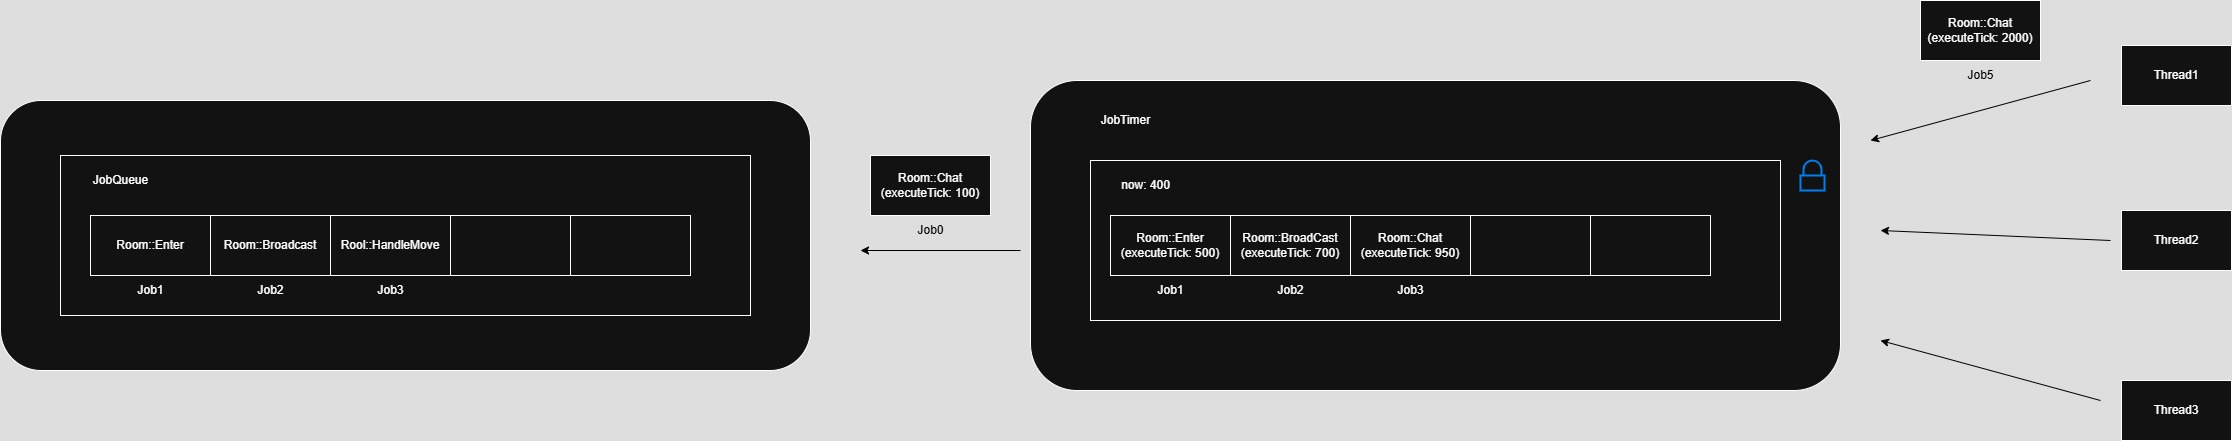 JobQueue
Room::Enter
Room::Broadcast
Rool::HandleMove
Job1
Job2
Job3
Room::Chat
(executeTick: 100)
Job0
JobTimer
now: 400
Room::Enter
(executeTick: 500)
Room::BroadCast
(executeTick: 700)
Room::Chat
(executeTick: 950)
Job1
Job2
Job3
Room::Chat
(executeTick: 2000)
Job5
Thread1
Thread2
Thread3